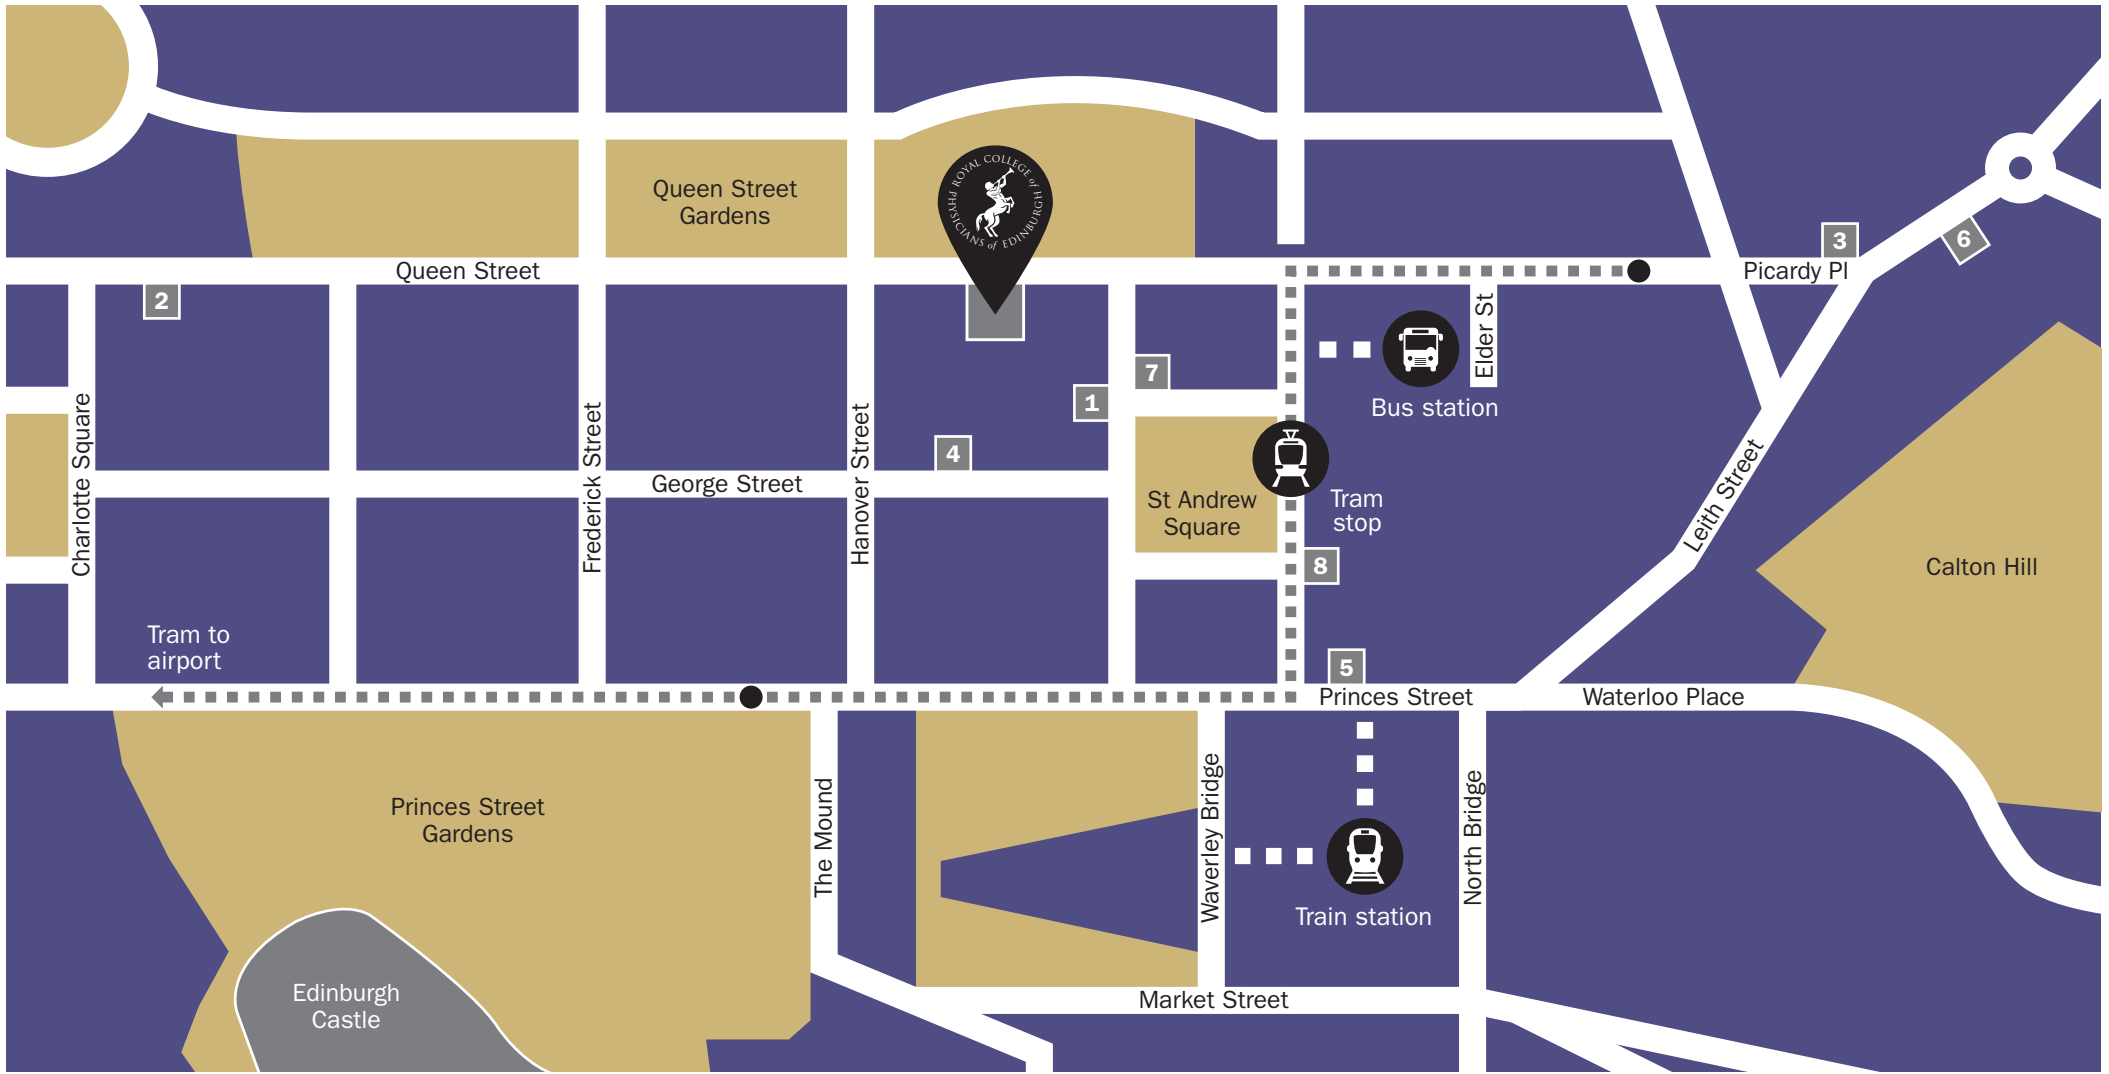 Queen Street
Gardens
ROYAL COLLEGE of
PHYSICIANS of EDINBURGH
3
6
Queen Street
Picardy Pl
2
Elder St
7
1
Bus station
Charlotte Square
Frederick Street
Hanover Street
4
George Street
St Andrew
Square
Tram
stop
Leith Street
8
Calton Hill
Tram to
airport
5
Princes Street
Waterloo Place
Princes Street
Gardens
The Mound
Waverley Bridge
North Bridge
Train station
Edinburgh
Castle
Market Street